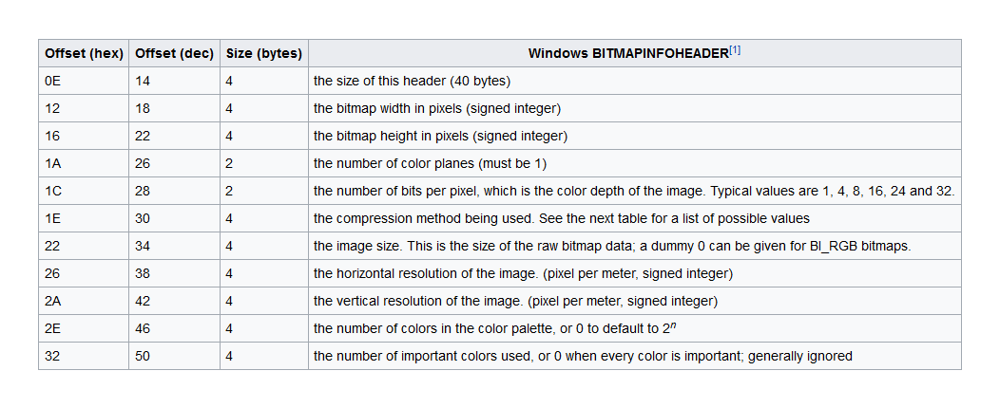 Offset (hex) Offset (dec) Size (bytes) Windows BITMAPINFOHEADER[1]
0E 14 4 the size of this header (40 bytes)
12 18 4 the bitmap width in pixels (signed integer)
16 22 4 the bitmap height in pixels (signed integer)
1A 26 2 the number of color planes (must be 1)
1C 28 2 the number of bits per pixel, which is the color depth of the image. Typical values are 1, 4, 8, 16, 24 and 32.
1E 30 4 the compression method being used. See the next table for a list of possible values
22 34 4 the image size. This is the size of the raw bitmap data; a dummy 0 can be given for BI_RGB bitmaps.
26 38 4 the horizontal resolution of the image. (pixel per meter, signed integer)
2A 42 4 the vertical resolution of the image. (pixel per meter, signed integer)
2E 46 4 the number of colors in the color palette, or 0 to default to 2ⁿ
32 50 4 the number of important colors used, or 0 when every color is important; generally ignored